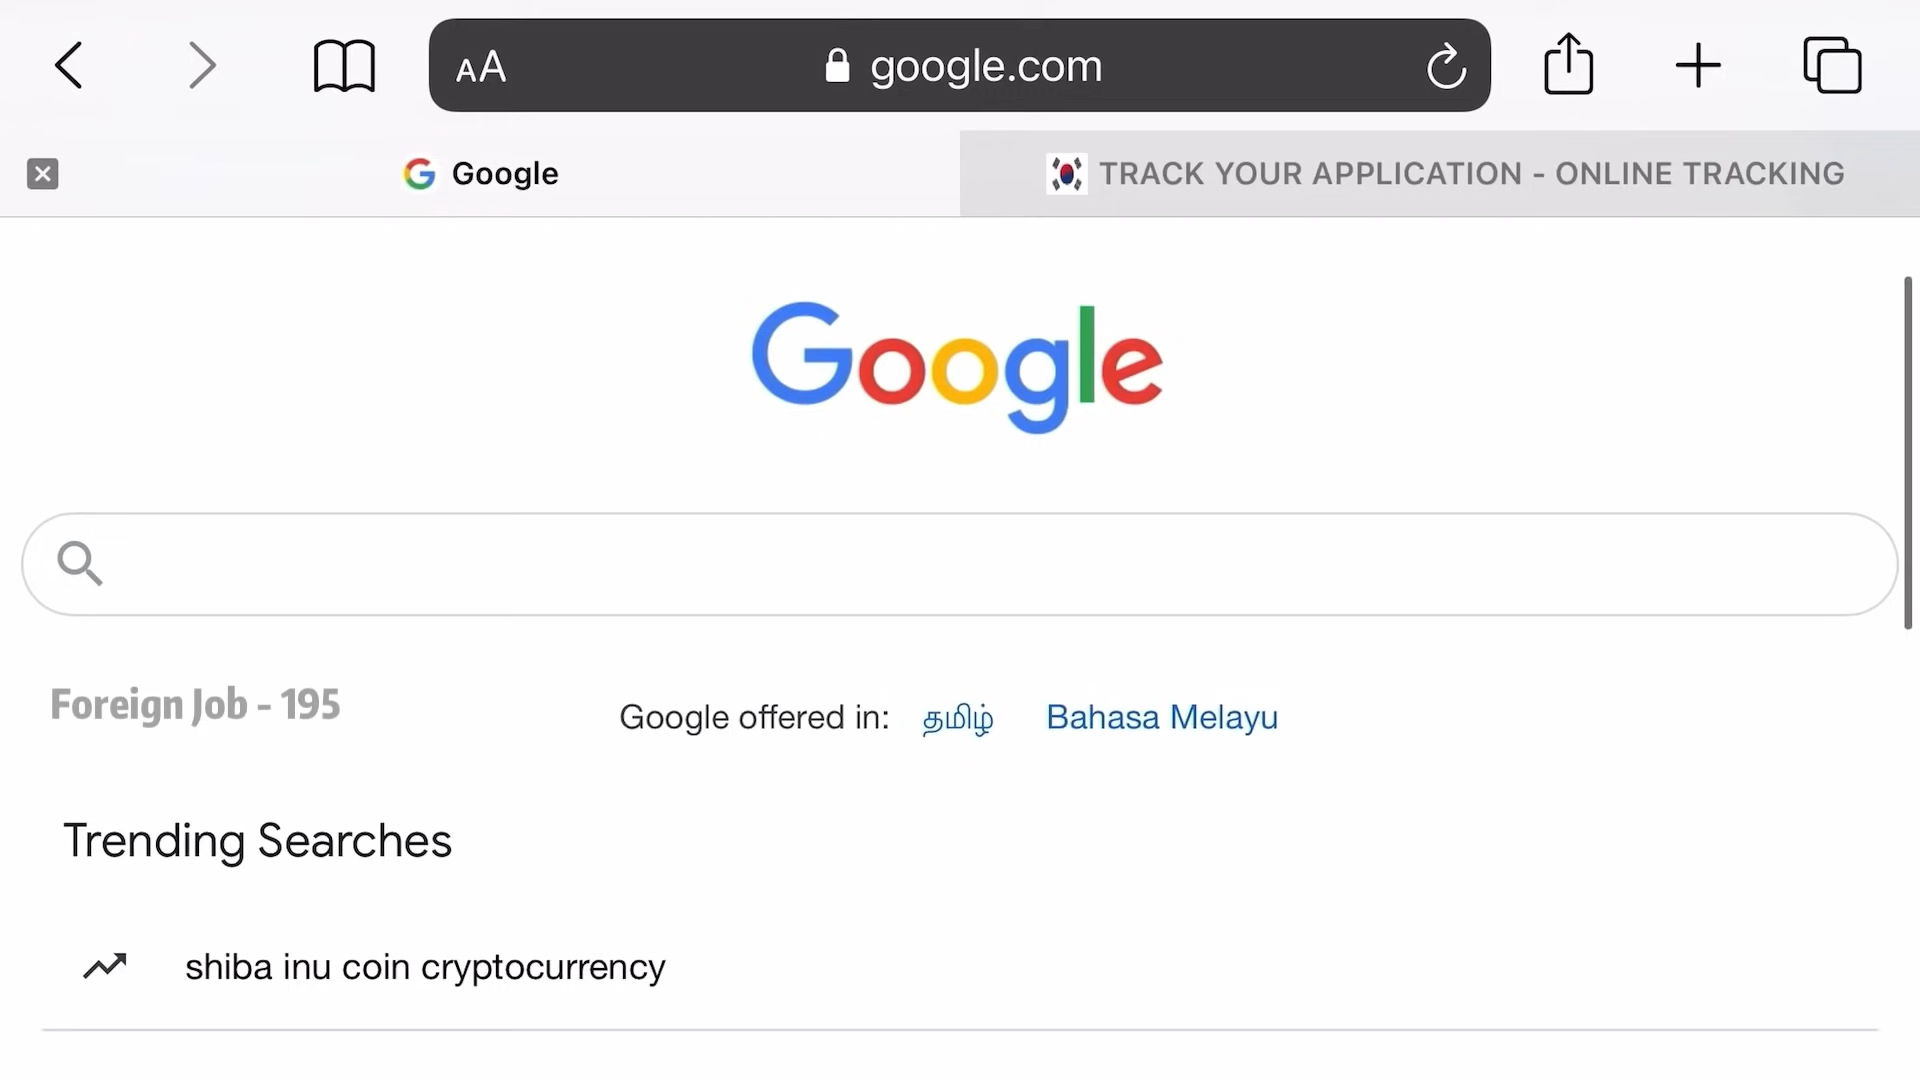 AA google.com
Google TRACK YOUR APPLICATION - ONLINE TRACKING
Google
Foreign Job - 195
Google offered in: தமிழ் Bahasa Melayu
Trending Searches
shiba inu coin cryptocurrency